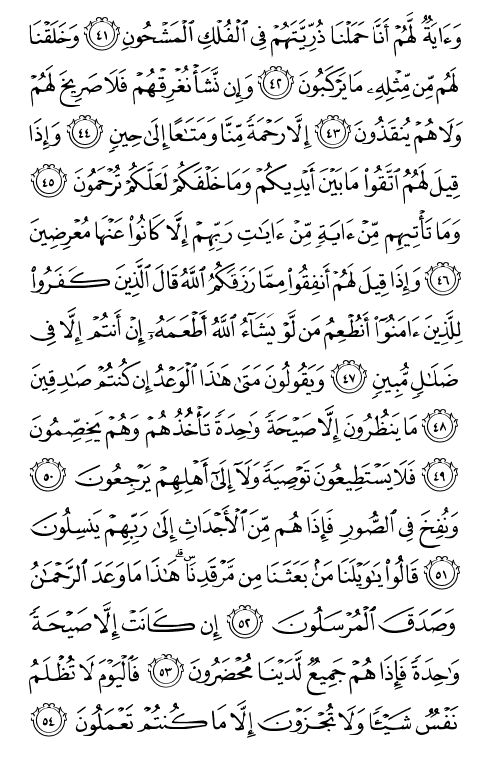 وَءَايَةٌ لَّهُمْ أَنَّا حَمَلْنَا ذُرِّيَّتَهُمْ فِي ٱلْفُلْكِ ٱلْمَشْحُونِ ٤١ وَخَلَقْنَا
لَهُم مِّن مِّثْلِهِۦ مَا يَرْكَبُونَ ٤٢ وَإِن نَّشَأْ نُغْرِقْهُمْ فَلَا صَرِيخَ لَهُمْ
وَلَا هُمْ يُنقَذُونَ ٤٣ إِلَّا رَحْمَةً مِّنَّا وَمَتَٰعًا إِلَىٰ حِينٍ ٤٤ وَإِذَا
قِيلَ لَهُمُ ٱتَّقُوا۟ مَا بَيْنَ أَيْدِيكُمْ وَمَا خَلْفَكُمْ لَعَلَّكُمْ تُرْحَمُونَ ٤٥
وَمَا تَأْتِيهِم مِّنْ ءَايَةٍ مِّنْ ءَايَٰتِ رَبِّهِمْ إِلَّا كَانُوا۟ عَنْهَا مُعْرِضِينَ
٤٦ وَإِذَا قِيلَ لَهُمْ أَنفِقُوا۟ مِمَّا رَزَقَكُمُ ٱللَّهُ قَالَ ٱلَّذِينَ كَفَرُوا۟
لِلَّذِينَ ءَامَنُوٓا۟ أَنُطْعِمُ مَن لَّوْ يَشَآءُ ٱللَّهُ أَطْعَمَهُۥٓ إِنْ أَنتُمْ إِلَّا فِي
ضَلَٰلٍ مُّبِينٍ ٤٧ وَيَقُولُونَ مَتَىٰ هَٰذَا ٱلْوَعْدُ إِن كُنتُمْ صَٰدِقِينَ
٤٨ مَا يَنظُرُونَ إِلَّا صَيْحَةً وَٰحِدَةً تَأْخُذُهُمْ وَهُمْ يَخِصِّمُونَ
٤٩ فَلَا يَسْتَطِيعُونَ تَوْصِيَةً وَلَآ إِلَىٰٓ أَهْلِهِمْ يَرْجِعُونَ ٥٠
وَنُفِخَ فِي ٱلصُّورِ فَإِذَا هُم مِّنَ ٱلْأَجْدَاثِ إِلَىٰ رَبِّهِمْ يَنسِلُونَ
٥١ قَالُوا۟ يَٰوَيْلَنَا مَنۢ بَعَثَنَا مِن مَّرْقَدِنَاۜ ۗ هَٰذَا مَا وَعَدَ ٱلرَّحْمَٰنُ
وَصَدَقَ ٱلْمُرْسَلُونَ ٥٢ إِن كَانَتْ إِلَّا صَيْحَةً
وَٰحِدَةً فَإِذَا هُمْ جَمِيعٌ لَّدَيْنَا مُحْضَرُونَ ٥٣ فَٱلْيَوْمَ لَا تُظْلَمُ
نَفْسٌ شَيْـًٔا وَلَا تُجْزَوْنَ إِلَّا مَا كُنتُمْ تَعْمَلُونَ ٥٤